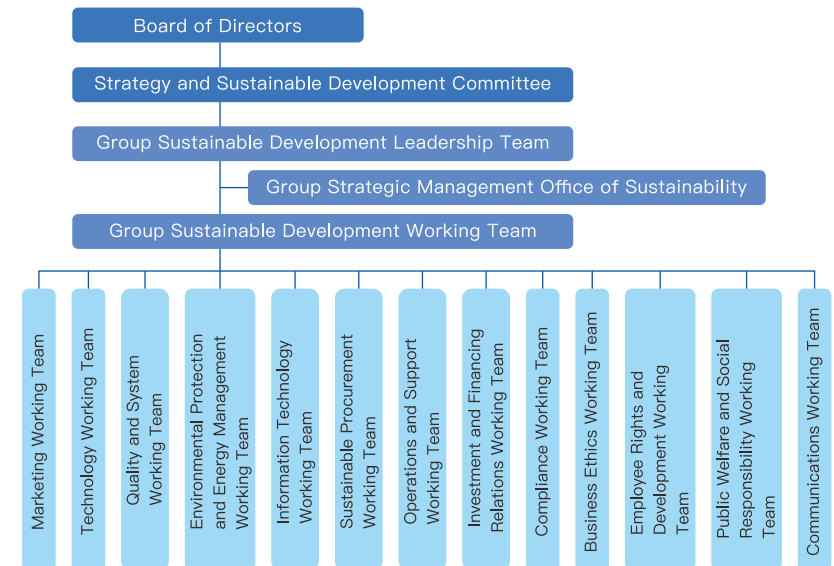 Board of Directors
Strategy and Sustainable Development Committee
Group Sustainable Development Leadership Team
Group Strategic Management Office of Sustainability
Group Sustainable Development Working Team
Marketing Working Team
Technology Working Team
Quality and System
Working Team
Environmental Protection
and Energy Management
Working Team
Information Technology
Working Team
Sustainable Procurement
Working Team
Operations and Support
Working Team
Investment and Financing
Relations Working Team
Compliance Working Team
Business Ethics Working Team
Employee Rights and
Development Working
Team
Public Welfare and Social
Responsibility Working
Team
Communications Working Team